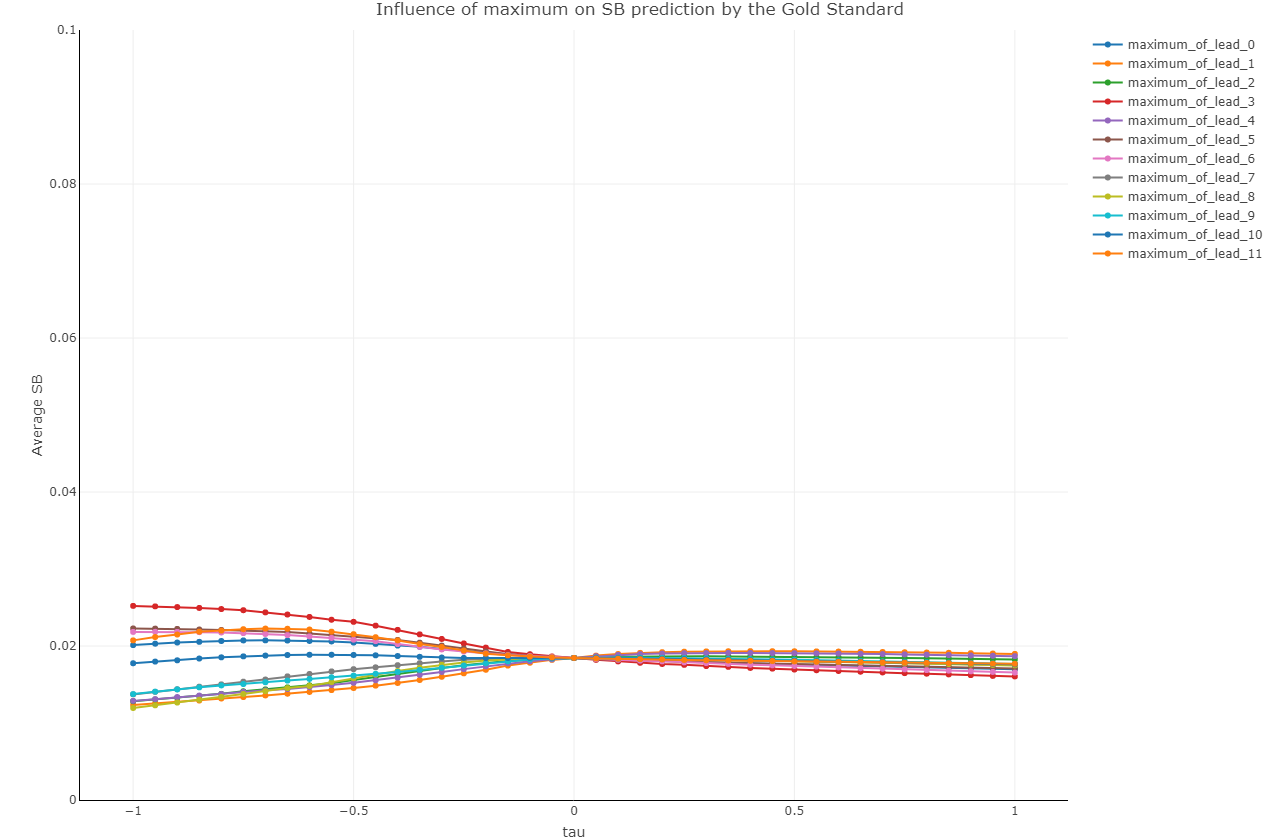 Influence of maximum on SB prediction by the Gold Standard
0.1
0.08
0.06
0.04
0.02
0
Average SB
−1
−0.5
0
0.5
1
tau
maximum_of_lead_0
maximum_of_lead_1
maximum_of_lead_2
maximum_of_lead_3
maximum_of_lead_4
maximum_of_lead_5
maximum_of_lead_6
maximum_of_lead_7
maximum_of_lead_8
maximum_of_lead_9
maximum_of_lead_10
maximum_of_lead_11